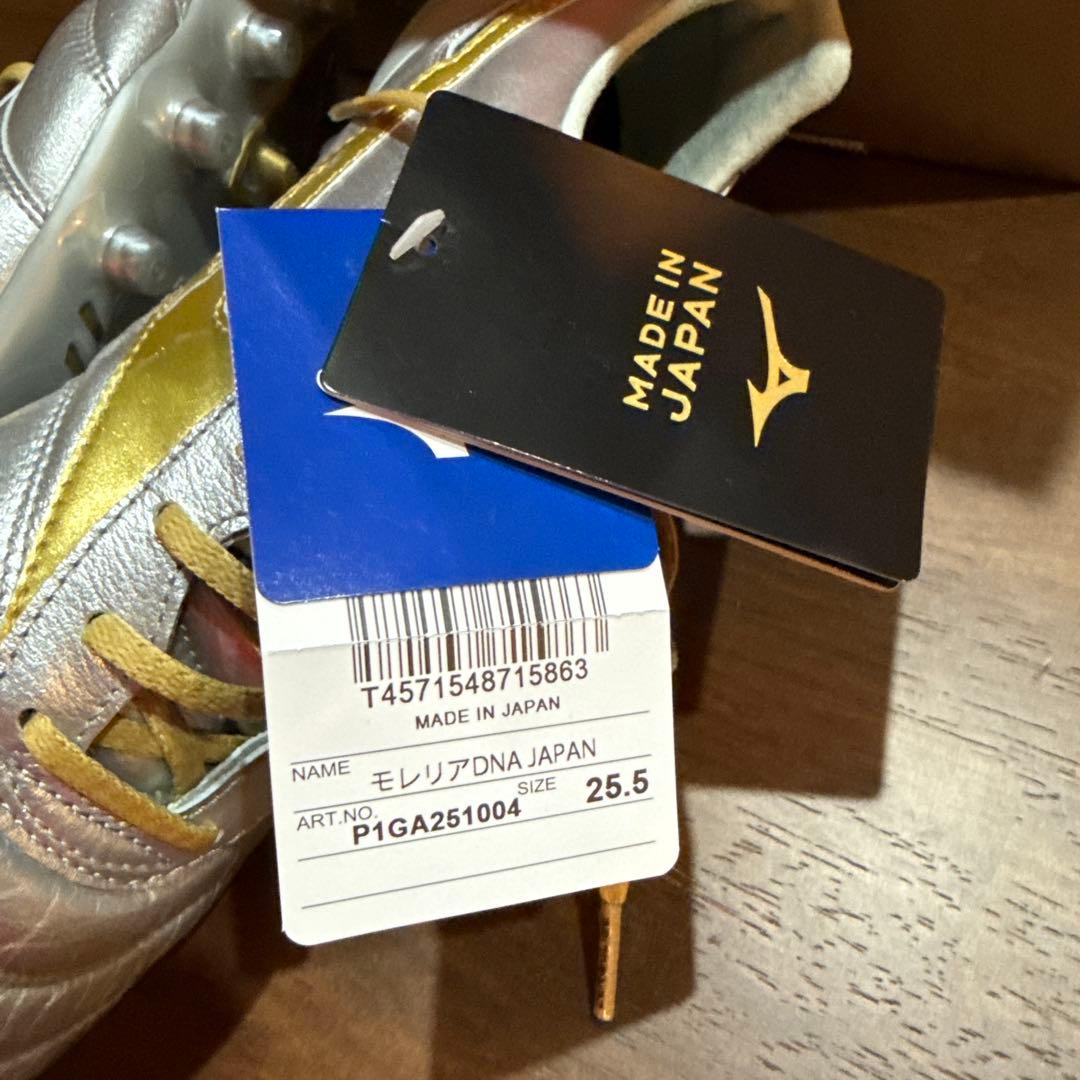 MADE IN
JAPAN
T4571548715863
MADE IN JAPAN
NAME モレリアDNA JAPAN
ART.NO. P1GA251004 SIZE 25.5